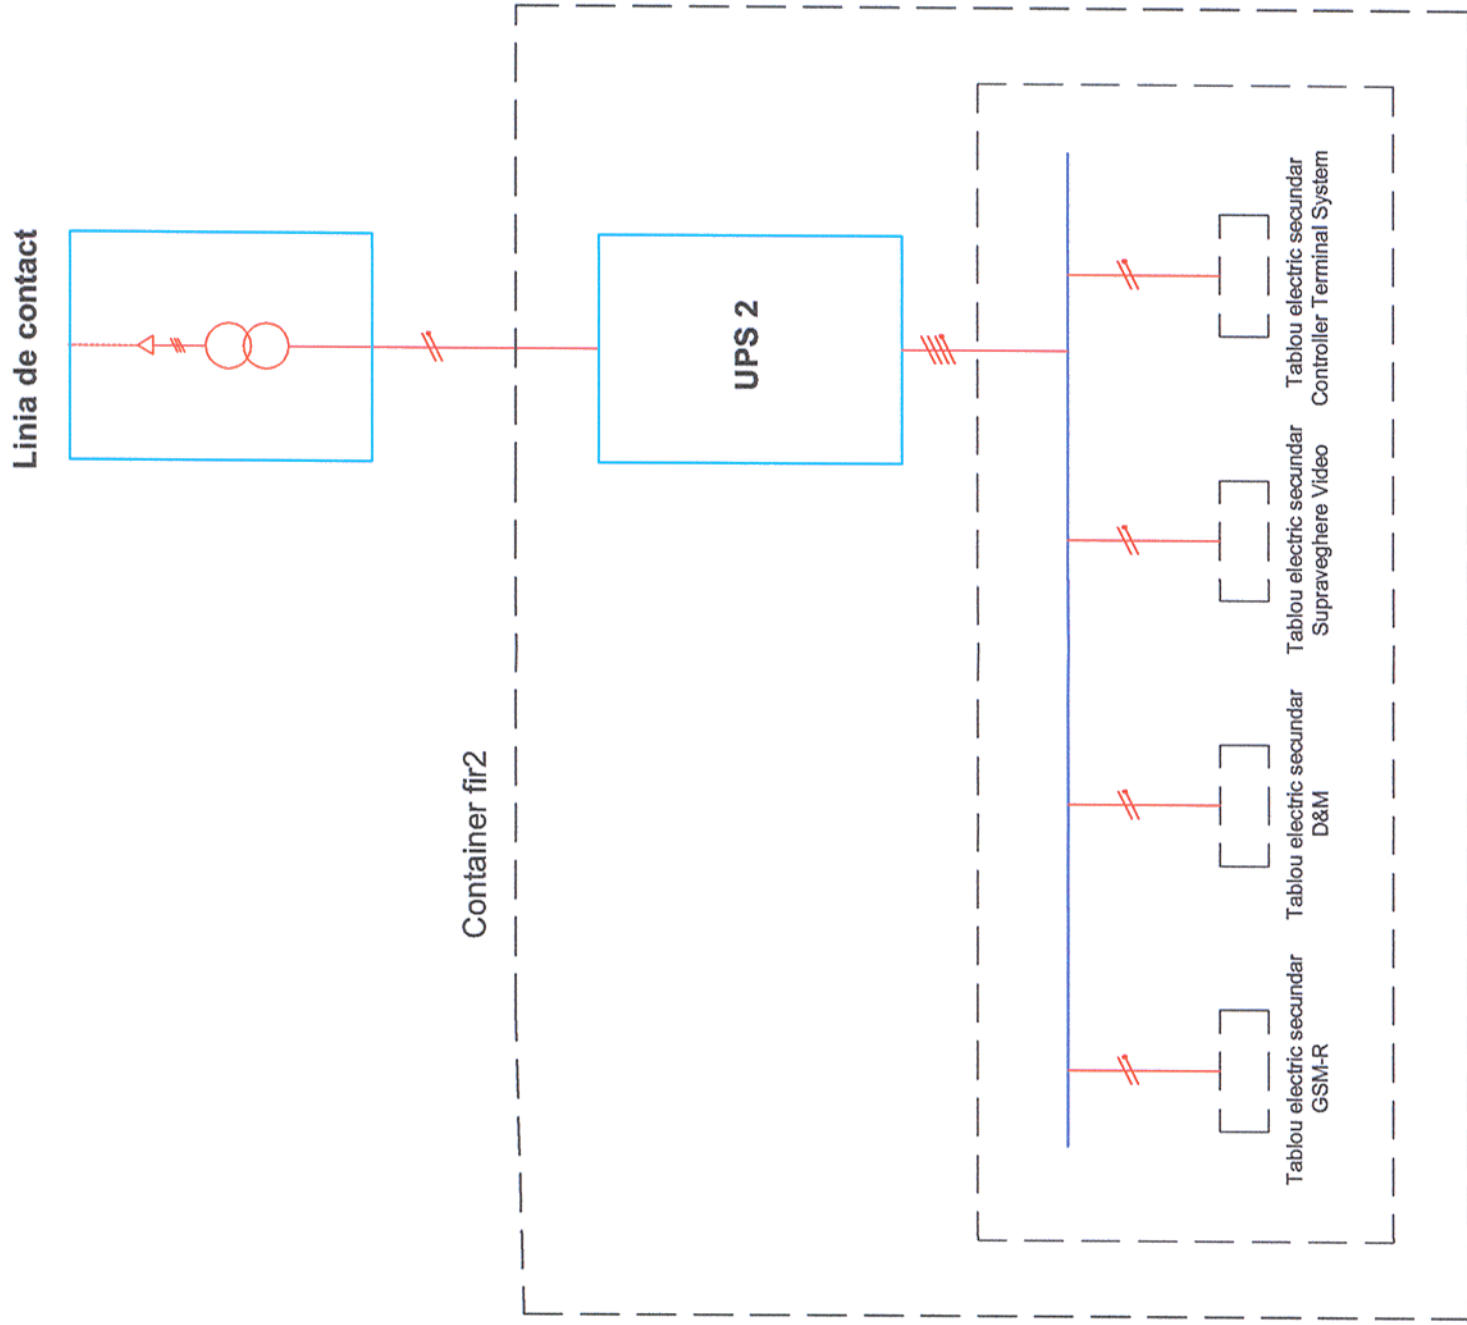 Linia de contact
Container fir2
UPS 2
Tablou electric secundar
GSM-R
Tablou electric secundar
D&M
Tablou electric secundar
Supraveghere Video
Tablou electric secundar
Controller Terminal System